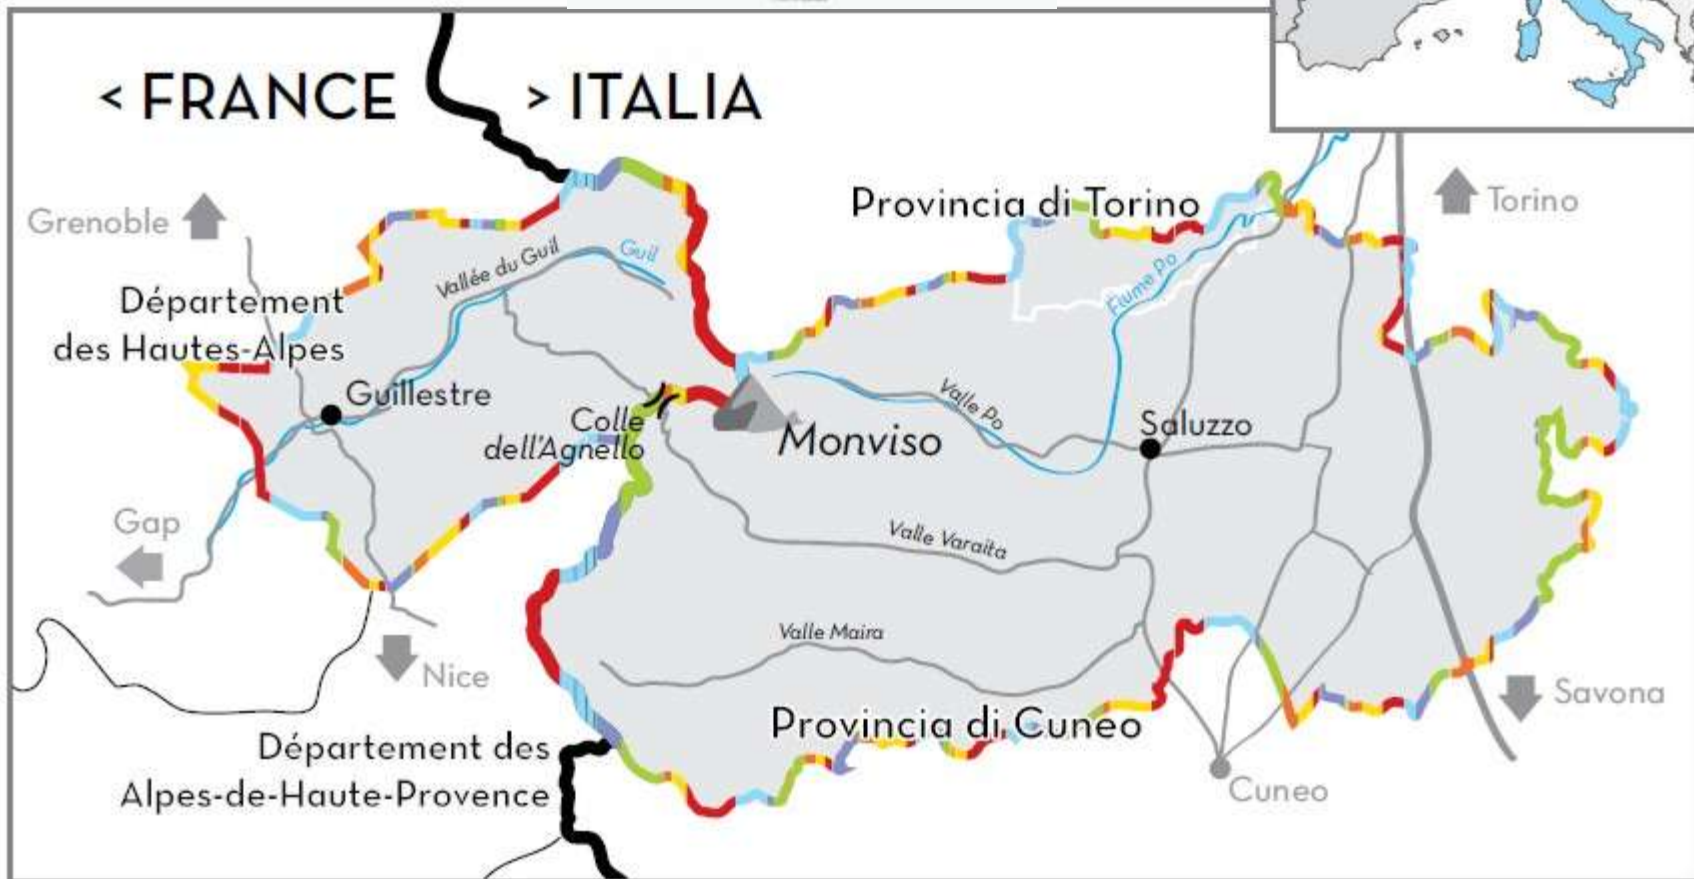 < FRANCE
> ITALIA
Grenoble
Provincia di Torino
Torino
Vallée du Guil
Guil
Fiume Po
Département
des Hautes-Alpes
Guillestre
Colle
dell'Agnello
Monviso
Valle Po
Saluzzo
Gap
Valle Varaita
Valle Maira
Nice
Savona
Provincia di Cuneo
Département des
Alpes-de-Haute-Provence
Cuneo